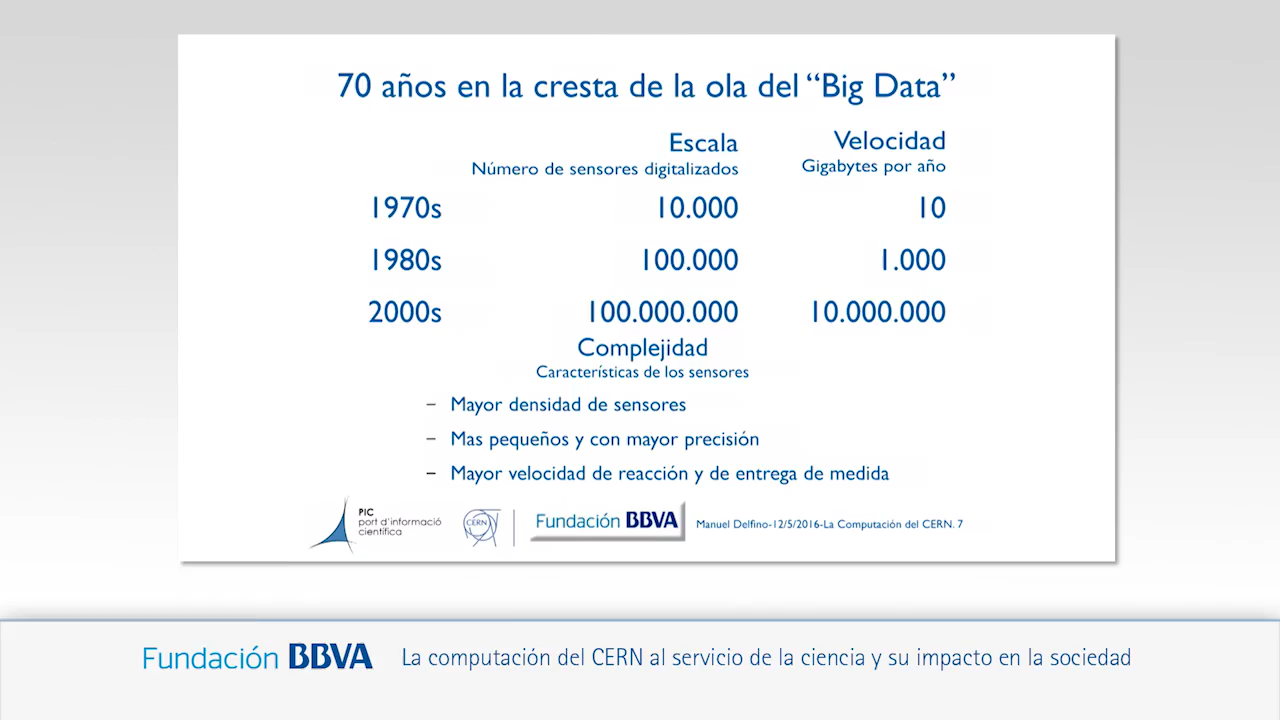 70 años en la cresta de la ola del “Big Data”
Escala
Número de sensores digitalizados
Velocidad
Gigabytes por año
1970s 10.000 10
1980s 100.000 1.000
2000s 100.000.000 10.000.000
Complejidad
Características de los sensores
– Mayor densidad de sensores
– Mas pequeños y con mayor precisión
– Mayor velocidad de reacción y de entrega de medida
PIC
port d’informació
científica
CERN
Fundación BBVA
Manuel Delfino-12/5/2016-La Computación del CERN. 7
Fundación BBVA La computación del CERN al servicio de la ciencia y su impacto en la sociedad